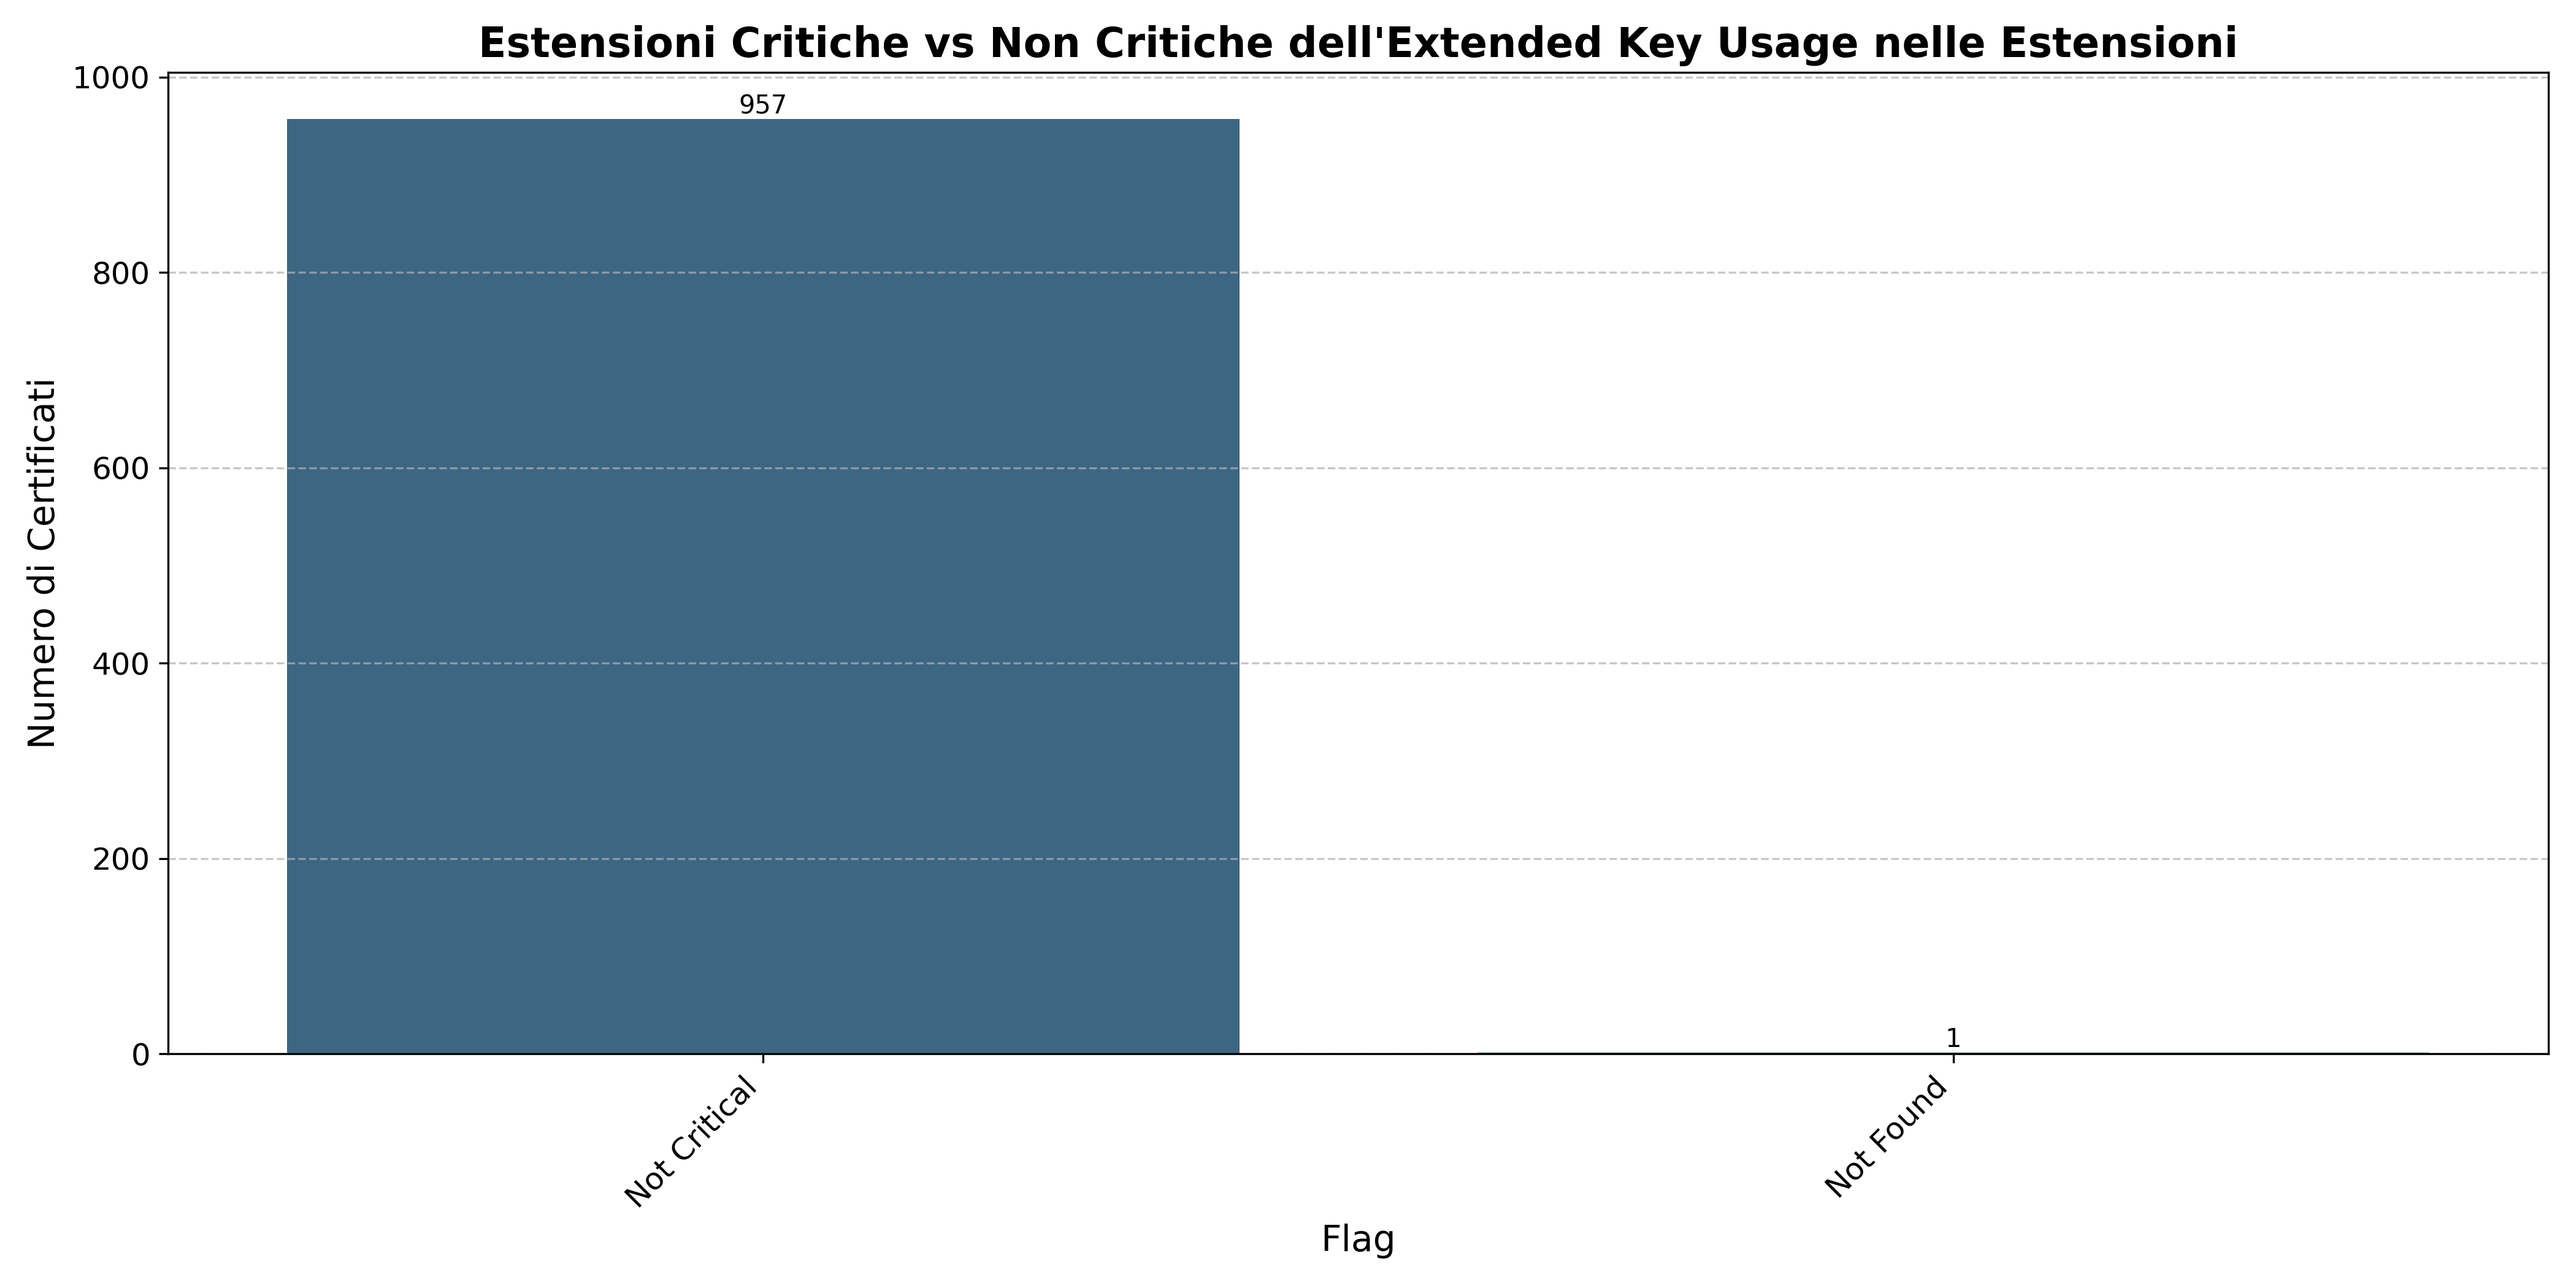 Estensioni Critiche vs Non Critiche dell'Extended Key Usage nelle Estensioni
1000
957
800
600
400
200
1
0
Numero di Certificati
Not Critical
Not Found
Flag